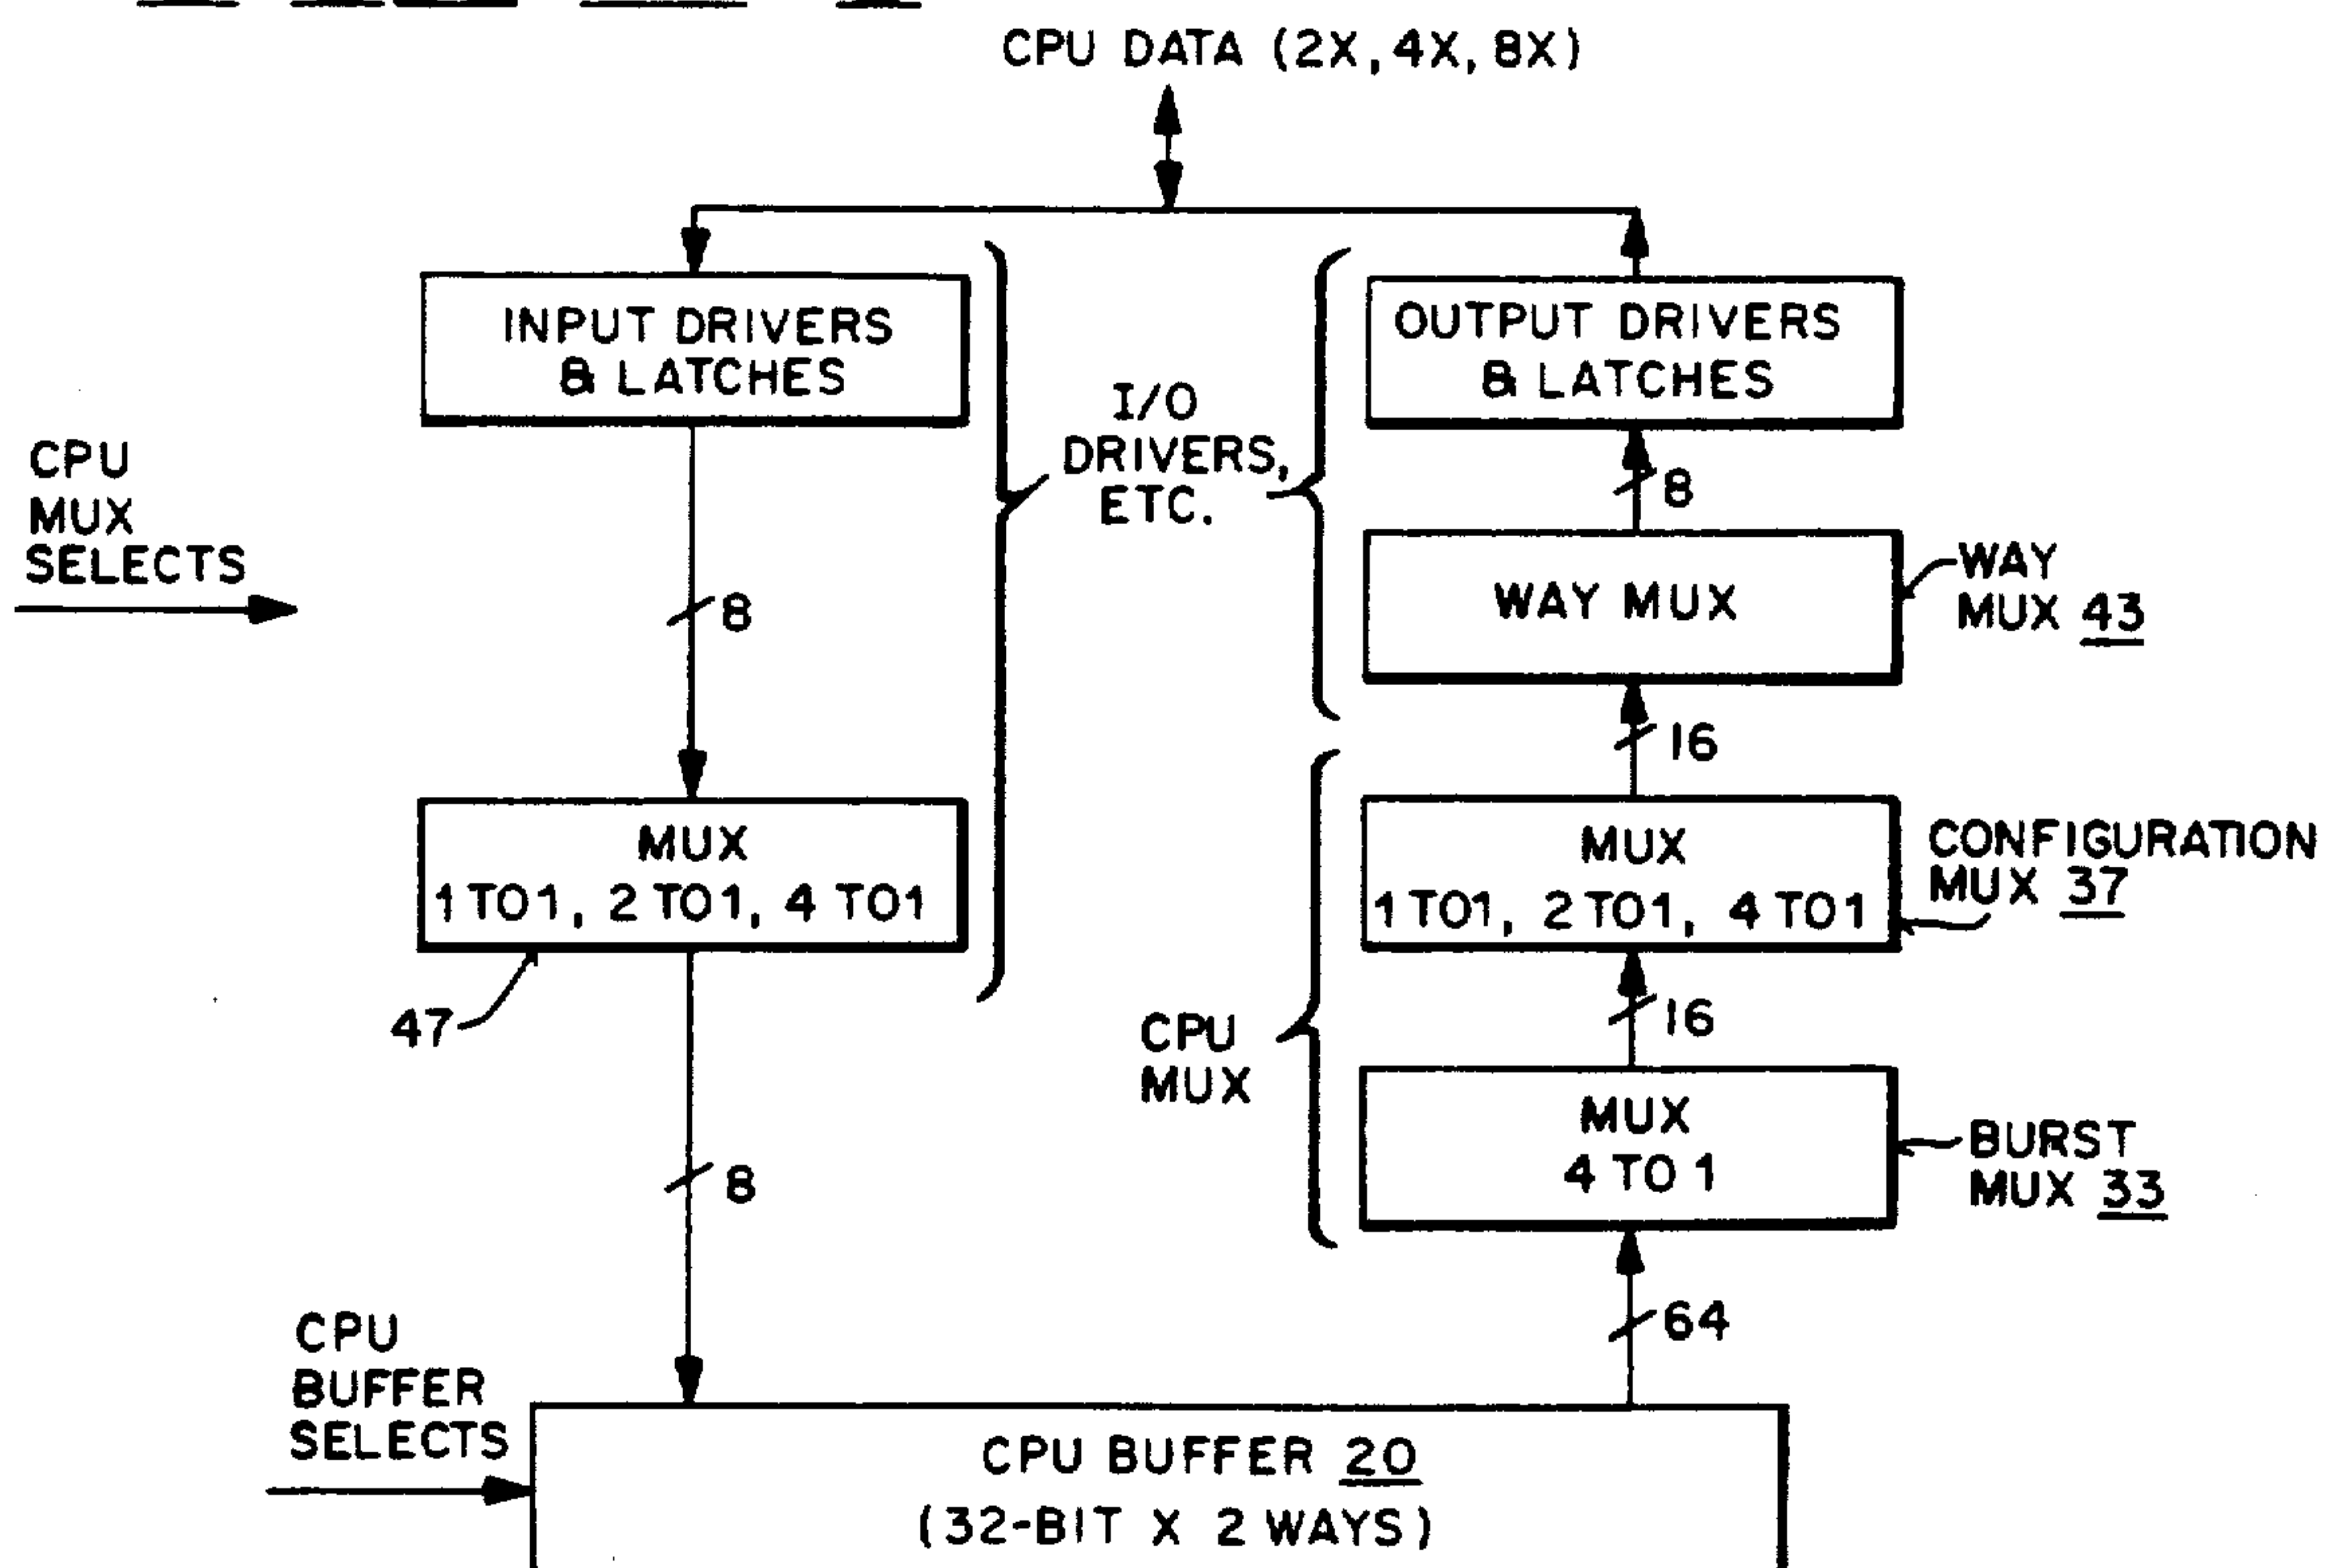 CPU DATA (2X, 4X, 8X)
INPUT DRIVERS
& LATCHES
OUTPUT DRIVERS
& LATCHES
I/O
DRIVERS,
ETC.
CPU
MUX
SELECTS
8
8
WAY MUX
WAY
MUX 43
16
MUX
1 TO1, 2 TO1, 4 TO1
47
MUX
1 TO1, 2 TO1, 4 TO1
CONFIGURATION
MUX 37
16
CPU
MUX
MUX
4 TO 1
BURST
MUX 33
8
64
CPU
BUFFER
SELECTS
CPU BUFFER 20
(32-BIT X 2 WAYS)